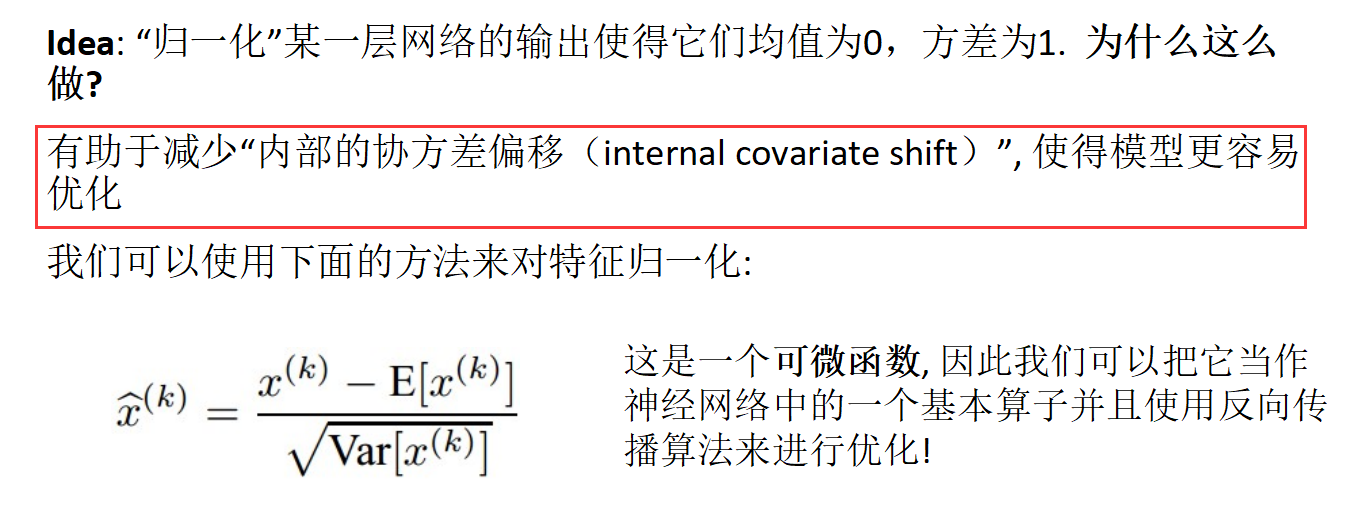 Idea: “归一化”某一层网络的输出使得它们均值为0，方差为1. 为什么这么
做?
有助于减少“内部的协方差偏移（internal covariate shift）”, 使得模型更容易
优化
我们可以使用下面的方法来对特征归一化:
x̂^(k) = (x^(k) − E[x^(k)]) / √Var[x^(k)]
这是一个可微函数, 因此我们可以把它当作
神经网络中的一个基本算子并且使用反向传
播算法来进行优化!